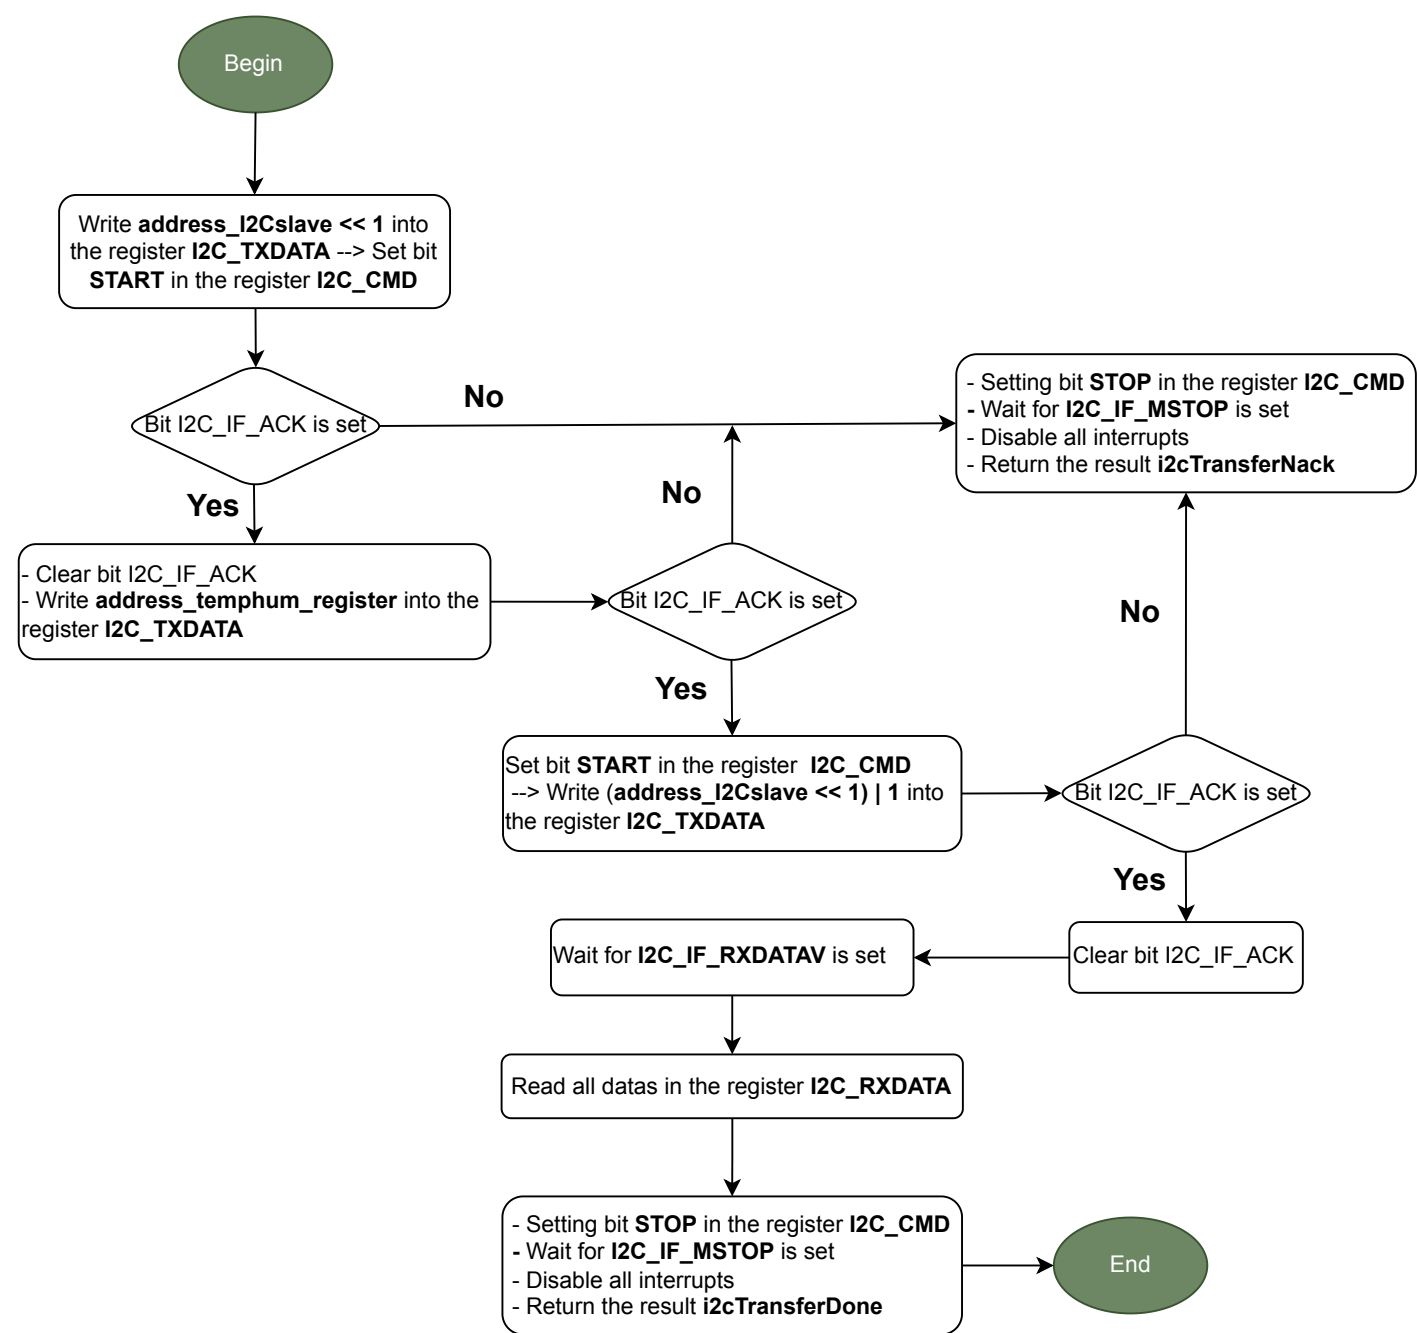 Begin
Write address_I2Cslave << 1 into
the register I2C_TXDATA --> Set bit
START in the register I2C_CMD
Bit I2C_IF_ACK is set
No
- Setting bit STOP in the register I2C_CMD
- Wait for I2C_IF_MSTOP is set
- Disable all interrupts
- Return the result i2cTransferNack
Yes
- Clear bit I2C_IF_ACK
- Write address_temphum_register into the
register I2C_TXDATA
No
Bit I2C_IF_ACK is set
Yes
Set bit START in the register I2C_CMD
--> Write (address_I2Cslave << 1) | 1 into
the register I2C_TXDATA
No
Bit I2C_IF_ACK is set
Yes
Clear bit I2C_IF_ACK
Wait for I2C_IF_RXDATAV is set
Read all datas in the register I2C_RXDATA
- Setting bit STOP in the register I2C_CMD
- Wait for I2C_IF_MSTOP is set
- Disable all interrupts
- Return the result i2cTransferDone
End